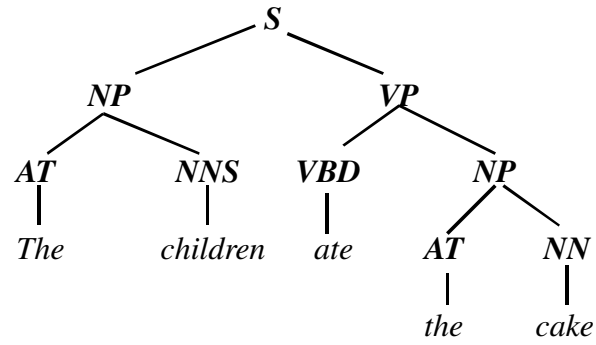 S
NP VP
AT NNS VBD NP
The children ate AT NN
the cake